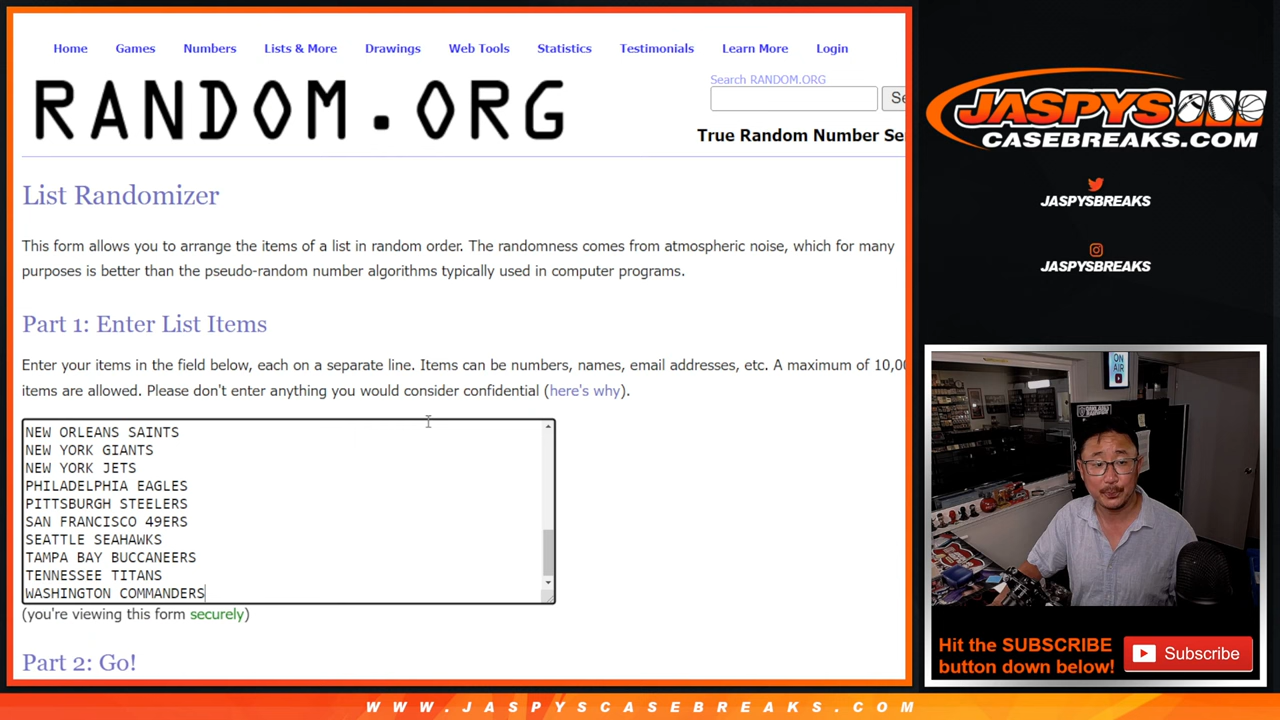 Home Games Numbers Lists & More Drawings Web Tools Statistics Testimonials Learn More Login
Search RANDOM.ORG
RANDOM.ORG
True Random Number
List Randomizer
This form allows you to arrange the items of a list in random order. The randomness comes from atmospheric noise, which for many
purposes is better than the pseudo-random number algorithms typically used in computer programs.
Part 1: Enter List Items
Enter your items in the field below, each on a separate line. Items can be numbers, names, email addresses, etc. A maximum of 10,00
items are allowed. Please don't enter anything you would consider confidential (here's why).
NEW ORLEANS SAINTS
NEW YORK GIANTS
NEW YORK JETS
PHILADELPHIA EAGLES
PITTSBURGH STEELERS
SAN FRANCISCO 49ERS
SEATTLE SEAHAWKS
TAMPA BAY BUCCANEERS
TENNESSEE TITANS
WASHINGTON COMMANDERS
(you're viewing this form securely)
Part 2: Go!
JASPYS
CASEBREAKS.COM
JASPYSBREAKS
JASPYSBREAKS
ON
AIR
Hit the SUBSCRIBE
button down below!
Subscribe
WWW.JASPYSCASEBREAKS.COM